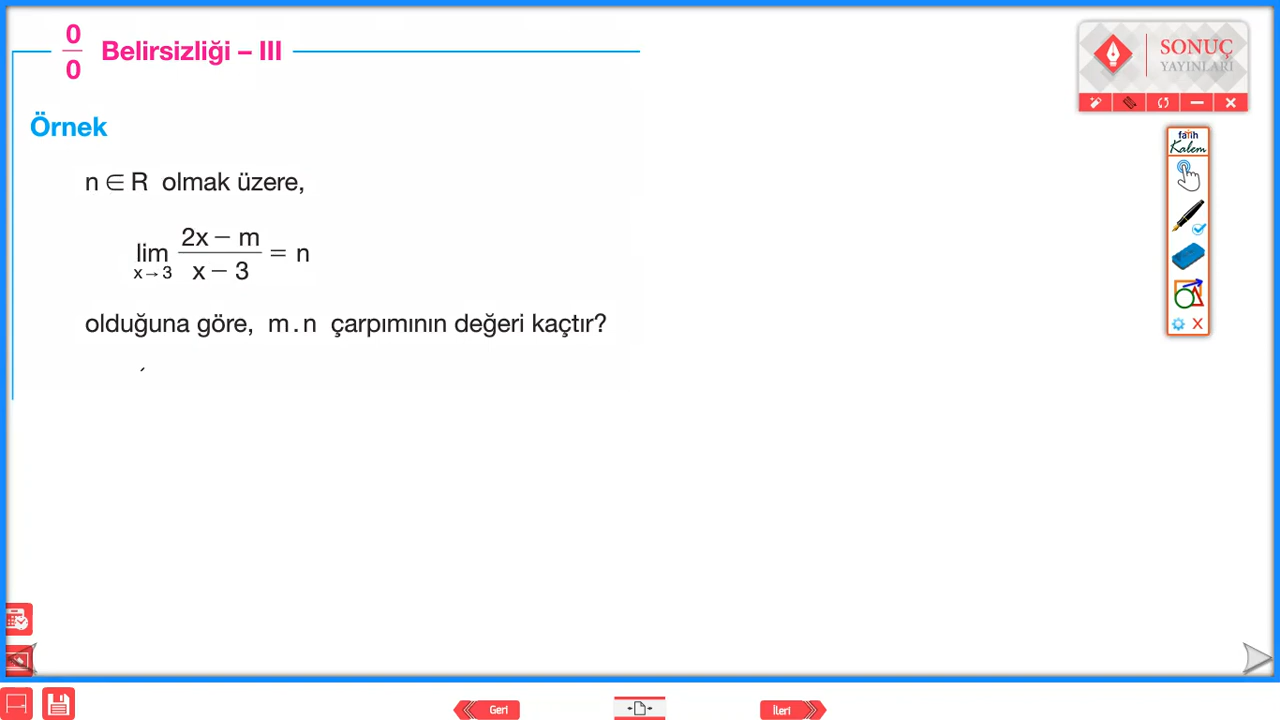 0
0
Belirsizliği – III
SONUÇ
YAYINLARI
Örnek
fatih
Kalem
n ∈ R olmak üzere,
2x – m
lim = n
x→3
x – 3
olduğuna göre, m.n çarpımının değeri kaçtır?
Geri
İleri